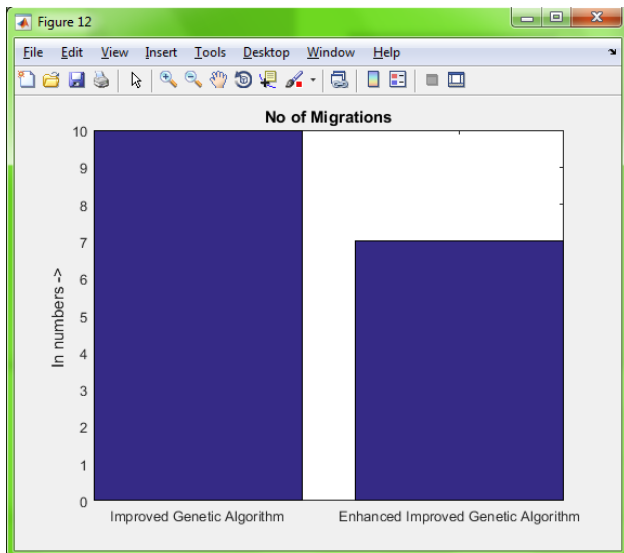 Figure 12
File Edit View Insert Tools Desktop Window Help
No of Migrations
10
9
8
7
6
5
4
3
2
1
0
In numbers ->
Improved Genetic Algorithm Enhanced Improved Genetic Algorithm